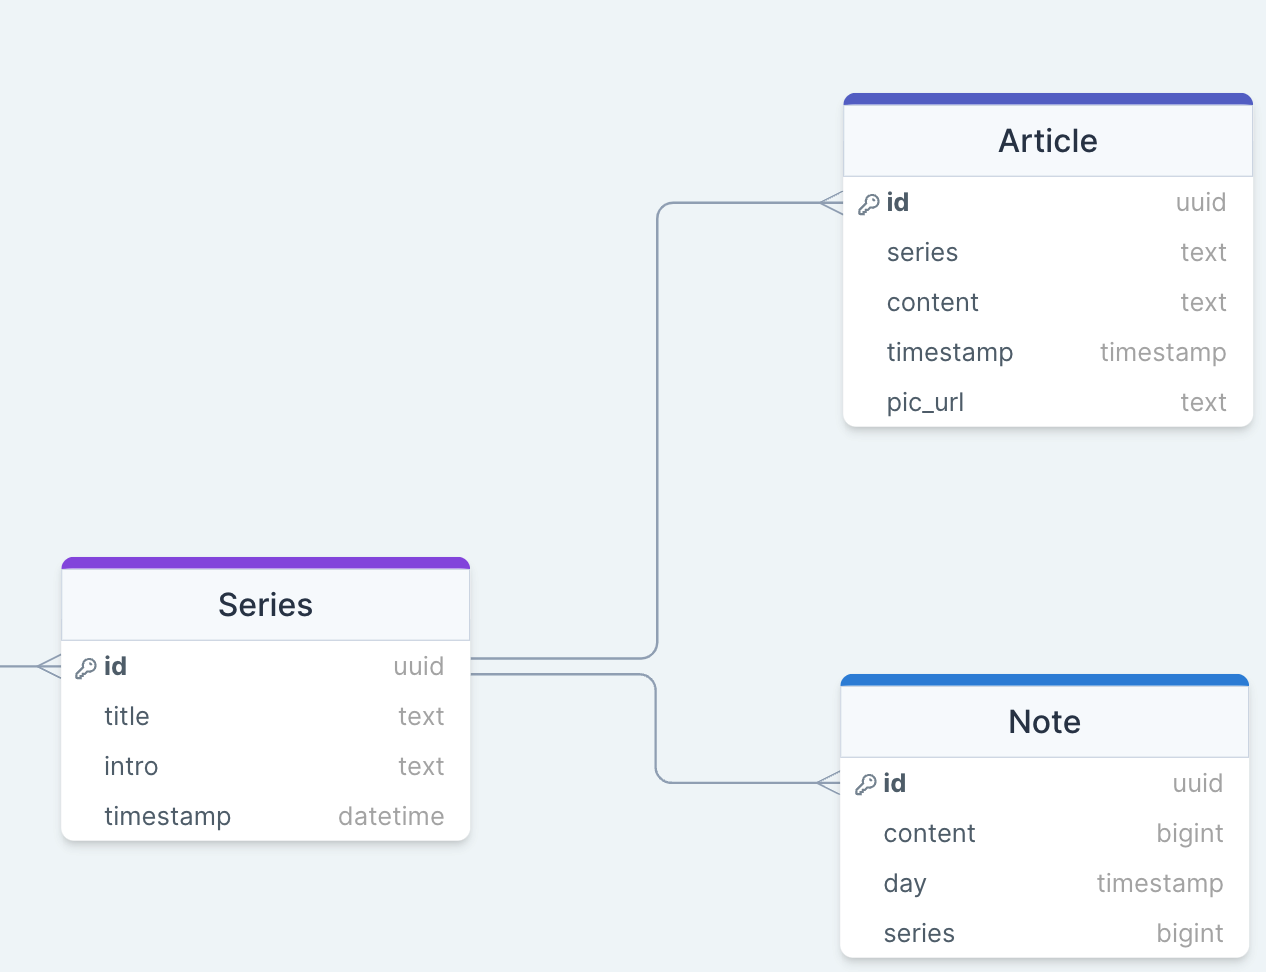 Article
id uuid
series text
content text
timestamp timestamp
pic_url text
Series
id uuid
title text
intro text
timestamp datetime
Note
id uuid
content bigint
day timestamp
series bigint